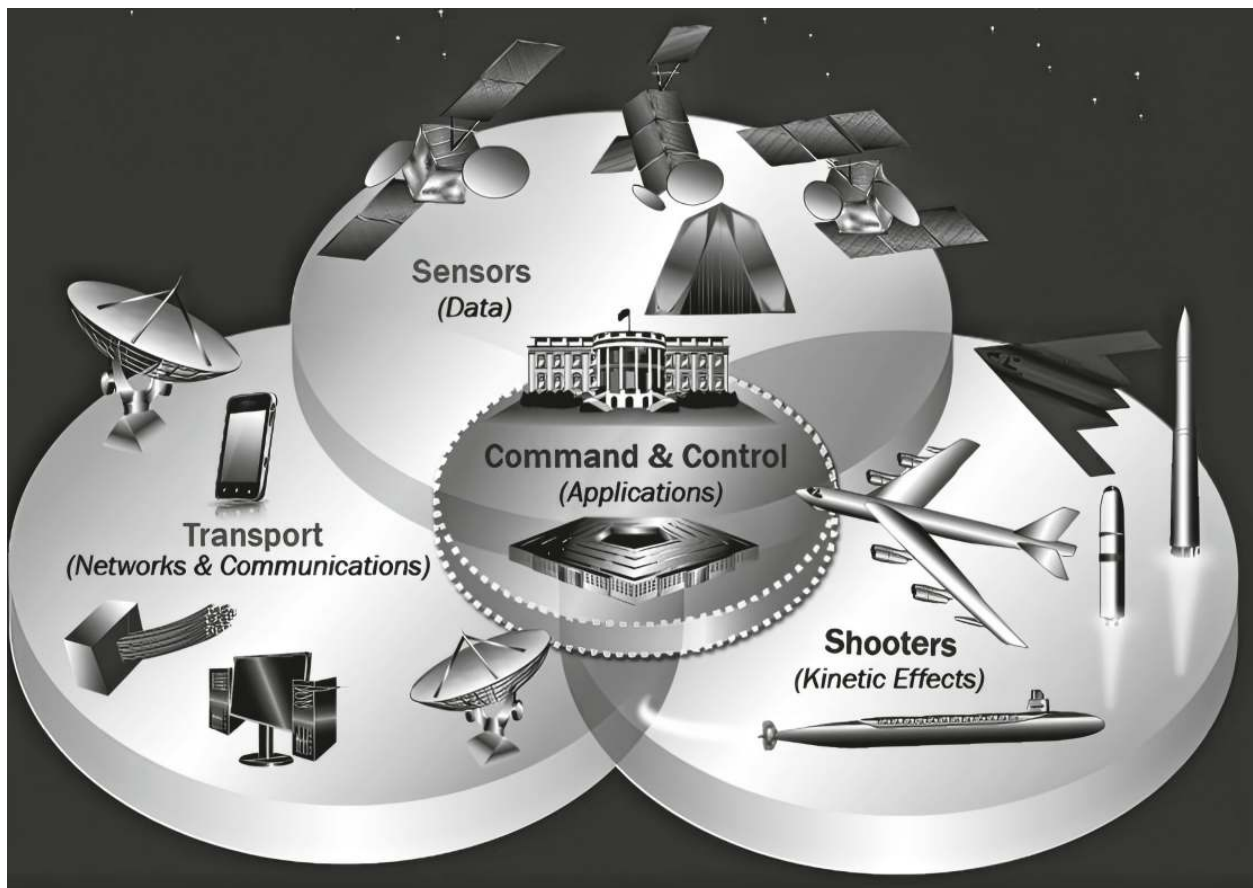 Sensors
(Data)
Command & Control
(Applications)
Transport
(Networks & Communications)
Shooters
(Kinetic Effects)